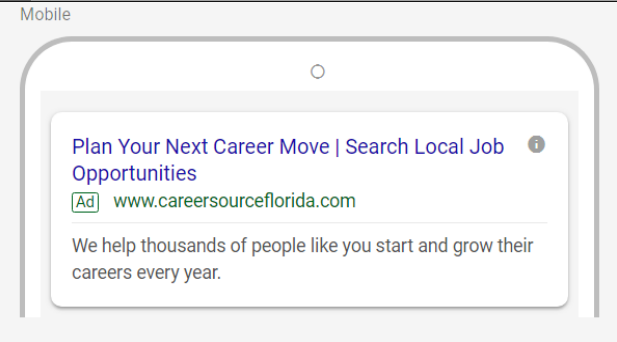 Mobile
Plan Your Next Career Move | Search Local Job
Opportunities
Ad www.careersourceflorida.com
We help thousands of people like you start and grow their
careers every year.